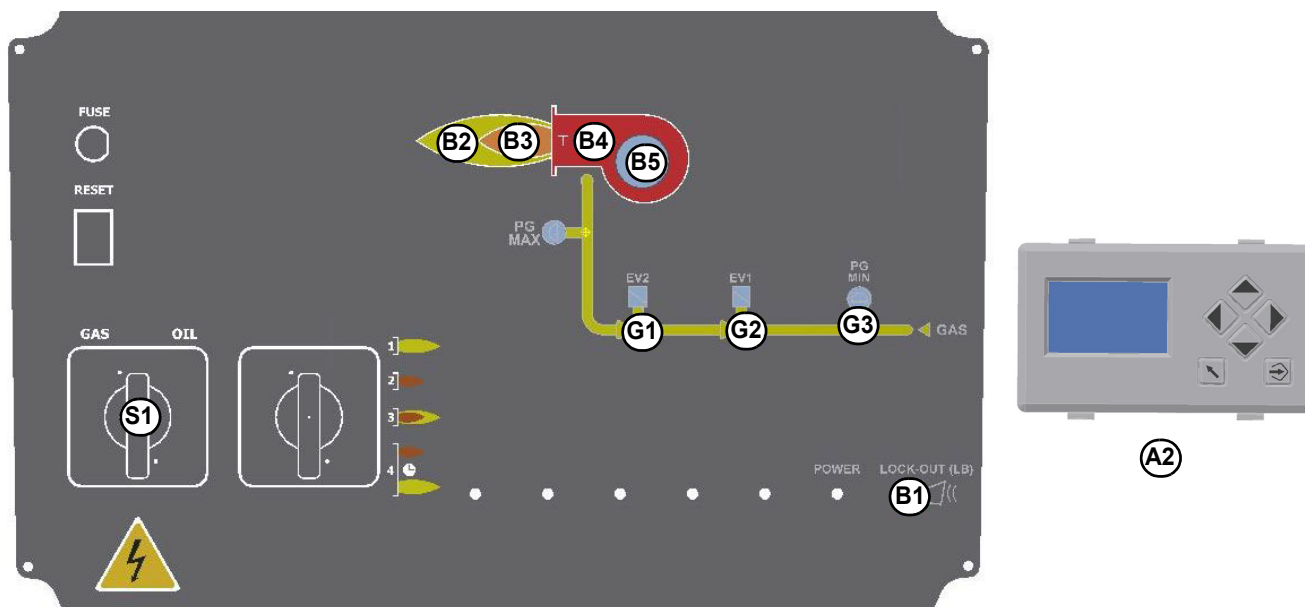 FUSE
RESET
B2
B3
T
B4
B5
PG
MAX
EV2
EV1
PG
MIN
G1
G2
G3
GAS
GAS
OIL
S1
1
2
3
4
POWER
LOCK-OUT (LB)
B1
A2